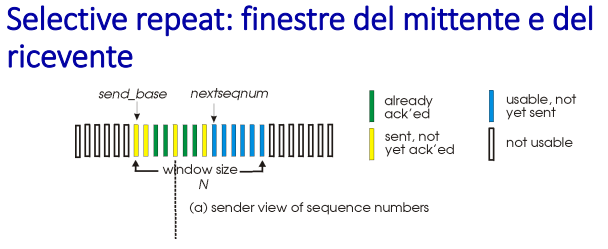 Selective repeat: finestre del mittente e del
ricevente
send_base
nextseqnum
already
ack'ed
usable, not
yet sent
sent, not
yet ack'ed
not usable
window size
N
(a) sender view of sequence numbers